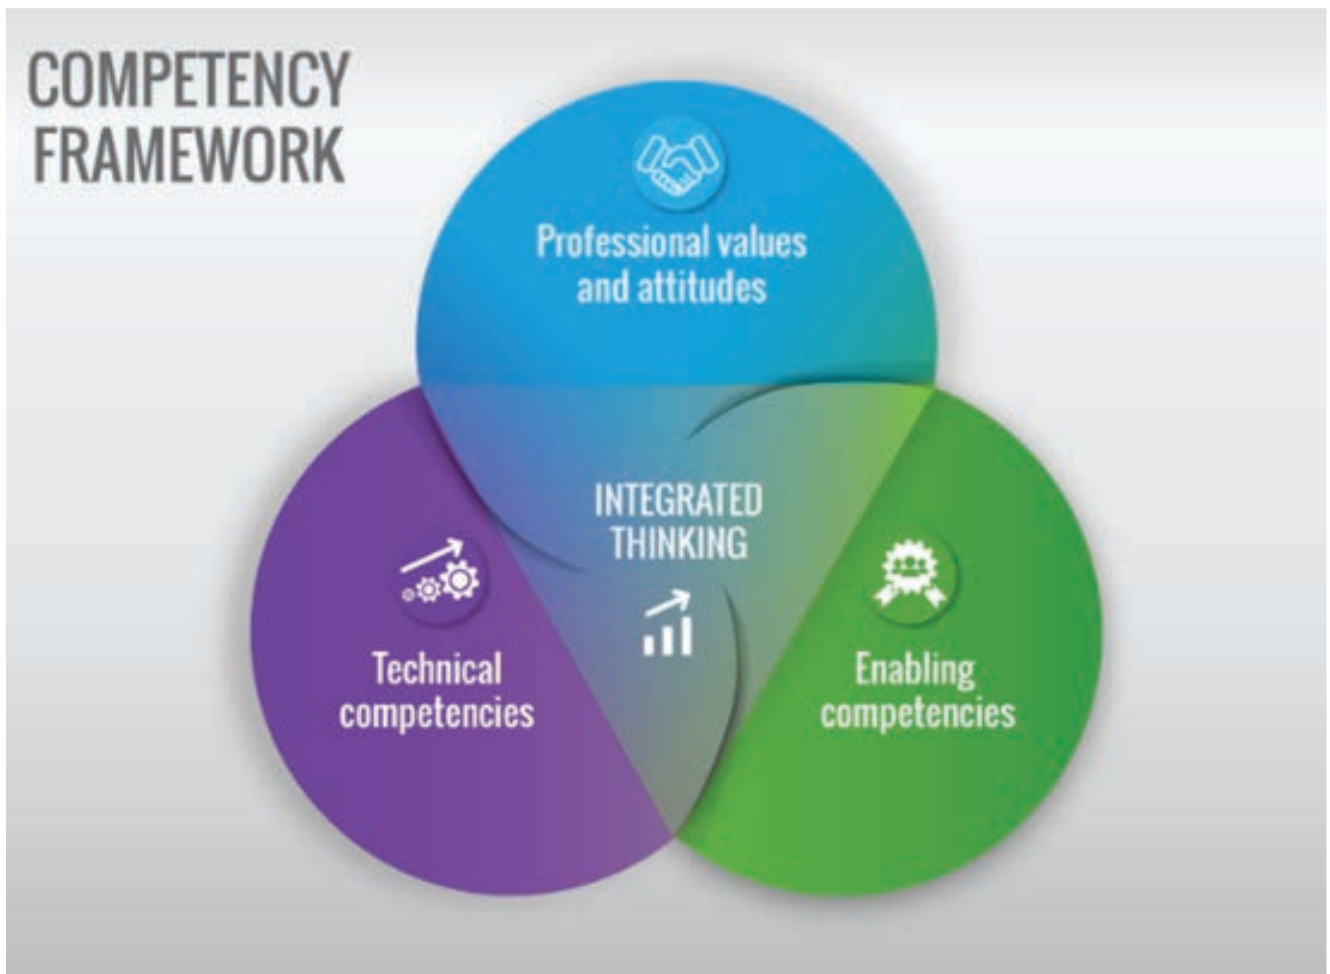 COMPETENCY
FRAMEWORK
Professional values
and attitudes
INTEGRATED
THINKING
Technical
competencies
Enabling
competencies